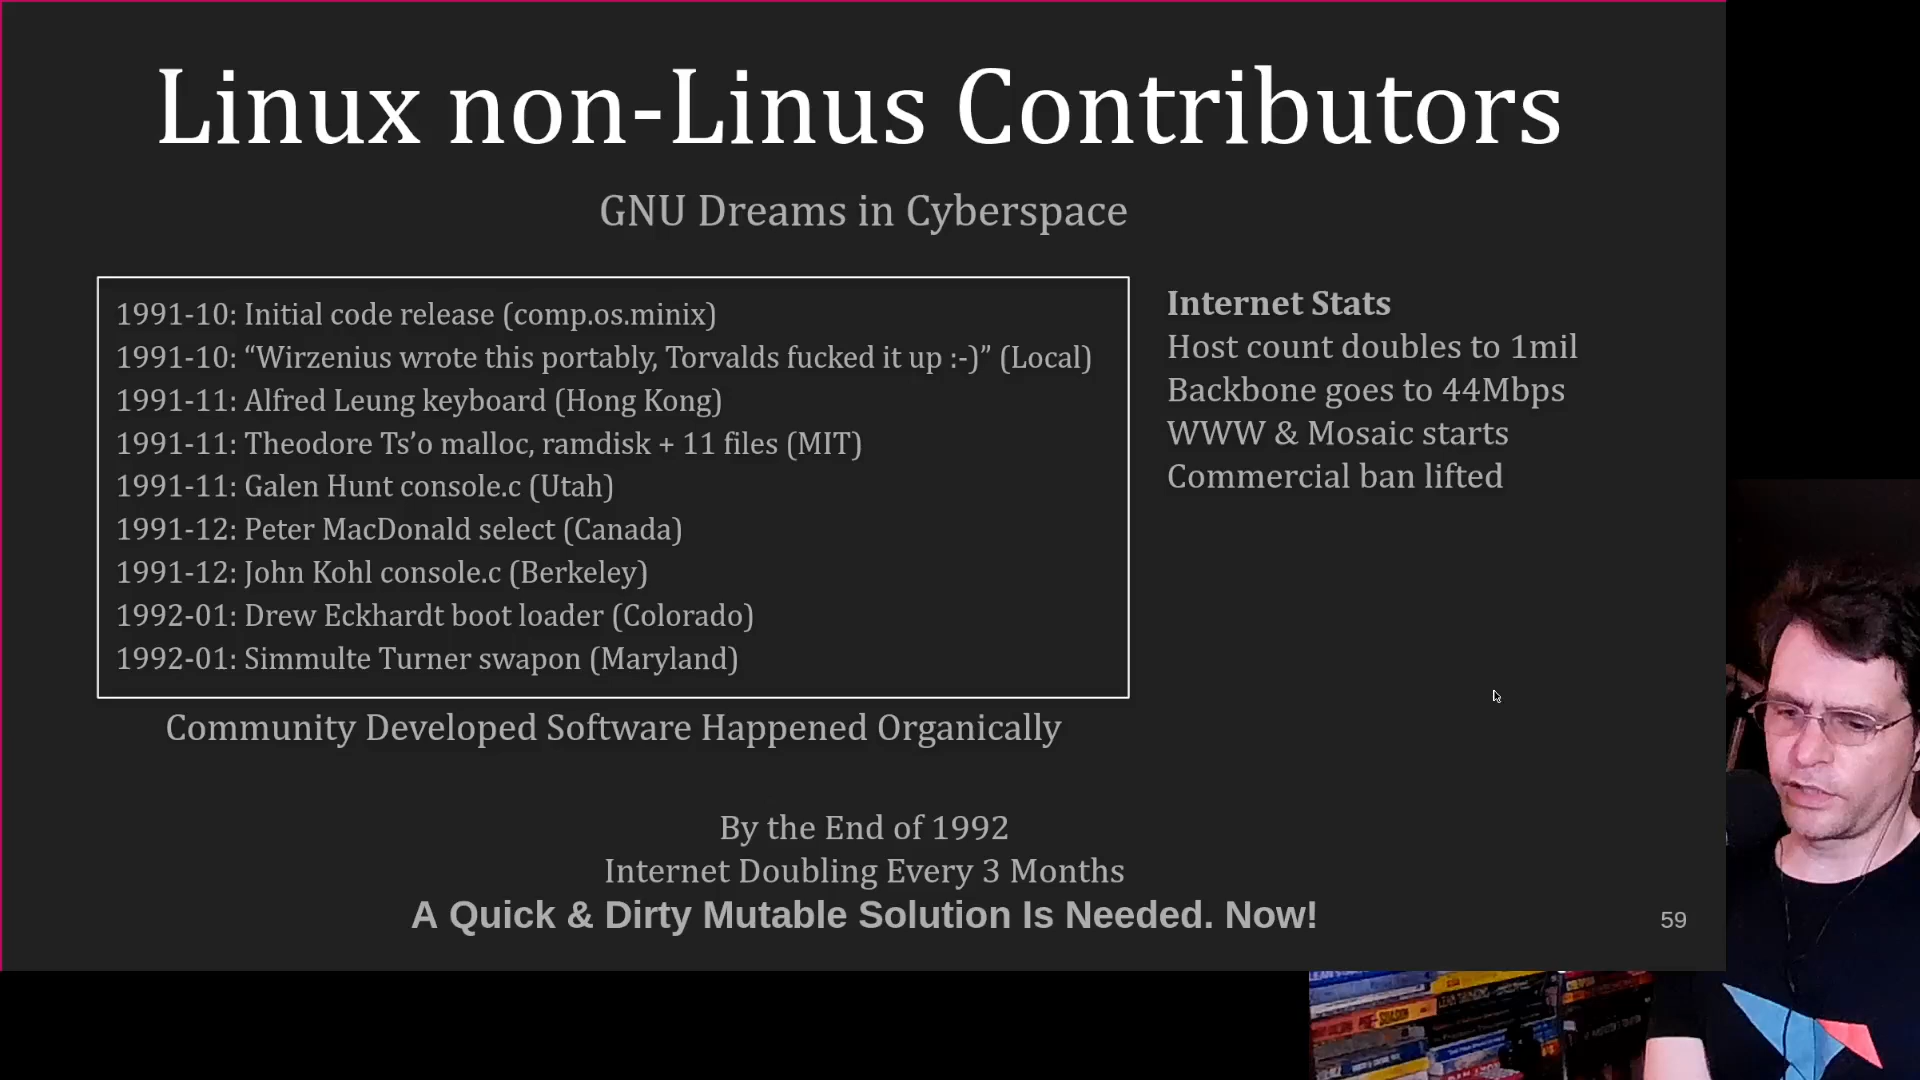 Linux non-Linus Contributors
GNU Dreams in Cyberspace
1991-10: Initial code release (comp.os.minix)
1991-10: “Wirzenius wrote this portably, Torvalds fucked it up :-)” (Local)
1991-11: Alfred Leung keyboard (Hong Kong)
1991-11: Theodore Ts’o malloc, ramdisk + 11 files (MIT)
1991-11: Galen Hunt console.c (Utah)
1991-12: Peter MacDonald select (Canada)
1991-12: John Kohl console.c (Berkeley)
1992-01: Drew Eckhardt boot loader (Colorado)
1992-01: Simmulte Turner swapon (Maryland)
Community Developed Software Happened Organically
Internet Stats
Host count doubles to 1mil
Backbone goes to 44Mbps
WWW & Mosaic starts
Commercial ban lifted
By the End of 1992
Internet Doubling Every 3 Months
A Quick & Dirty Mutable Solution Is Needed. Now!
59